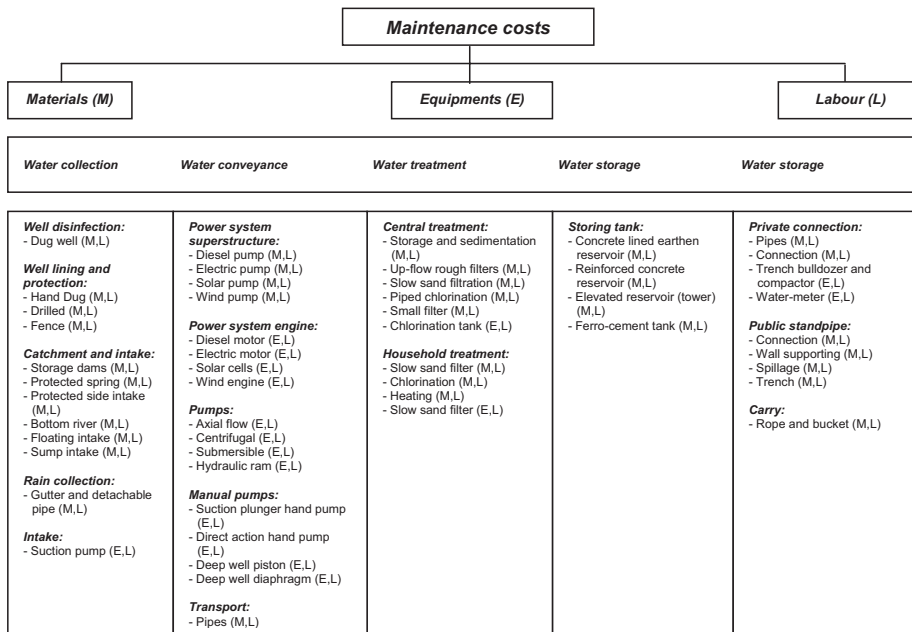 Maintenance costs
Materials (M)
Equipments (E)
Labour (L)
Water collection
Water conveyance
Water treatment
Water storage
Water storage
Well disinfection:
- Dug well (M,L)
Well lining and
protection:
- Hand Dug (M,L)
- Drilled (M,L)
- Fence (M,L)
Catchment and intake:
- Storage dams (M,L)
- Protected spring (M,L)
- Protected side intake
(M,L)
- Bottom river (M,L)
- Floating intake (M,L)
- Sump intake (M,L)
Rain collection:
- Gutter and detachable
pipe (M,L)
Intake:
- Suction pump (E,L)
Power system
superstructure:
- Diesel pump (M,L)
- Electric pump (M,L)
- Solar pump (M,L)
- Wind pump (M,L)
Power system engine:
- Diesel motor (E,L)
- Electric motor (E,L)
- Solar cells (E,L)
- Wind engine (E,L)
Pumps:
- Axial flow (E,L)
- Centrifugal (E,L)
- Submersible (E,L)
- Hydraulic ram (E,L)
Manual pumps:
- Suction plunger hand pump
(E,L)
- Direct action hand pump
(E,L)
- Deep well piston (E,L)
- Deep well diaphragm (E,L)
Transport:
- Pipes (M,L)
Central treatment:
- Storage and sedimentation
(M,L)
- Up-flow rough filters (M,L)
- Slow sand filtration (M,L)
- Piped chlorination (M,L)
- Small filter (M,L)
- Chlorination tank (E,L)
Household treatment:
- Slow sand filter (M,L)
- Chlorination (M,L)
- Heating (M,L)
- Slow sand filter (E,L)
Storing tank:
- Concrete lined earthen
reservoir (M,L)
- Reinforced concrete
reservoir (M,L)
- Elevated reservoir (tower)
(M,L)
- Ferro-cement tank (M,L)
Private connection:
- Pipes (M,L)
- Connection (M,L)
- Trench bulldozer and
compactor (E,L)
- Water-meter (E,L)
Public standpipe:
- Connection (M,L)
- Wall supporting (M,L)
- Spillage (M,L)
- Trench (M,L)
Carry:
- Rope and bucket (M,L)